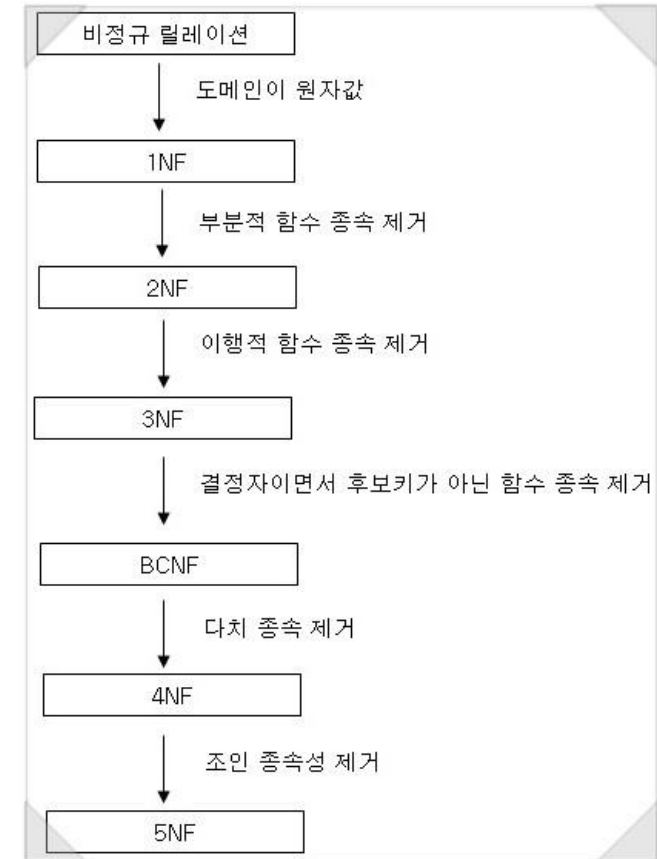 비정규 릴레이션
도메인이 원자값
1NF
부분적 함수 종속 제거
2NF
이행적 함수 종속 제거
3NF
결정자이면서 후보키가 아닌 함수 종속 제거
BCNF
다치 종속 제거
4NF
조인 종속성 제거
5NF